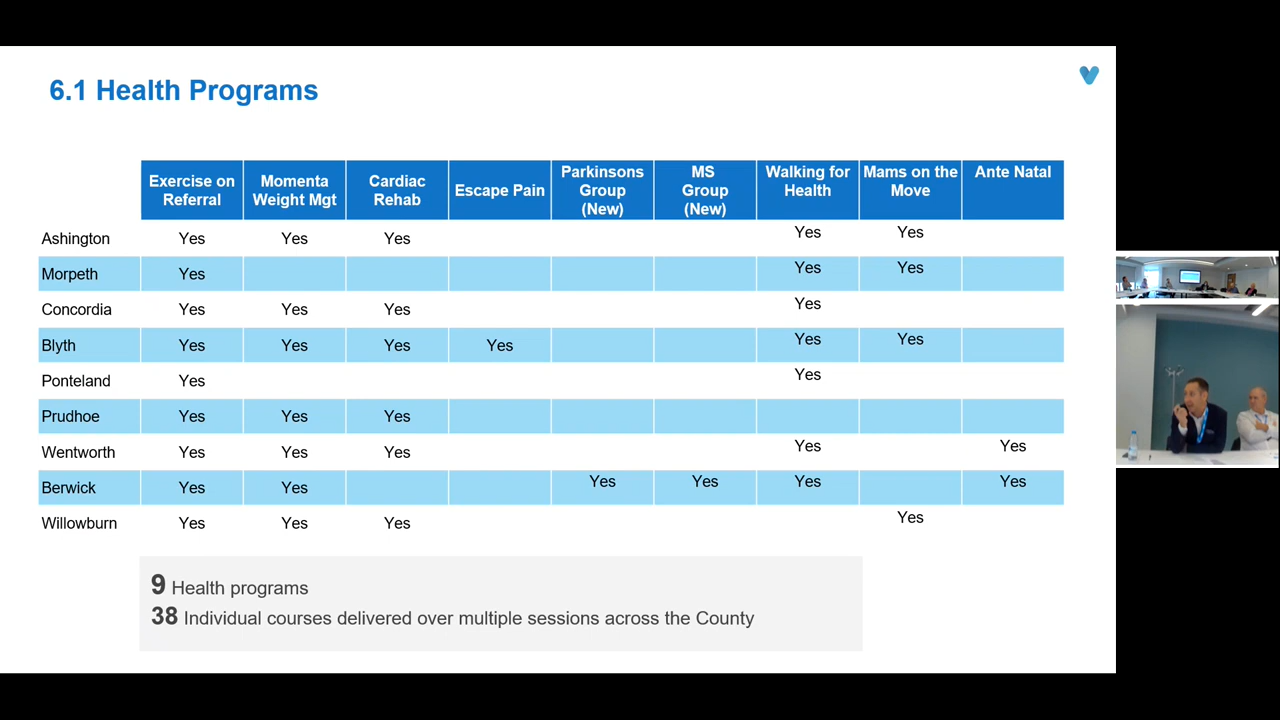 6.1 Health Programs
Exercise on Referral Momenta Weight Mgt Cardiac Rehab Escape Pain Parkinsons Group (New) MS Group (New) Walking for Health Mams on the Move Ante Natal
Ashington Yes Yes Yes Yes Yes
Morpeth Yes Yes Yes
Concordia Yes Yes Yes Yes
Blyth Yes Yes Yes Yes Yes Yes
Ponteland Yes Yes
Prudhoe Yes Yes Yes
Wentworth Yes Yes Yes Yes Yes
Berwick Yes Yes Yes Yes Yes Yes
Willowburn Yes Yes Yes Yes
9 Health programs
38 Individual courses delivered over multiple sessions across the County